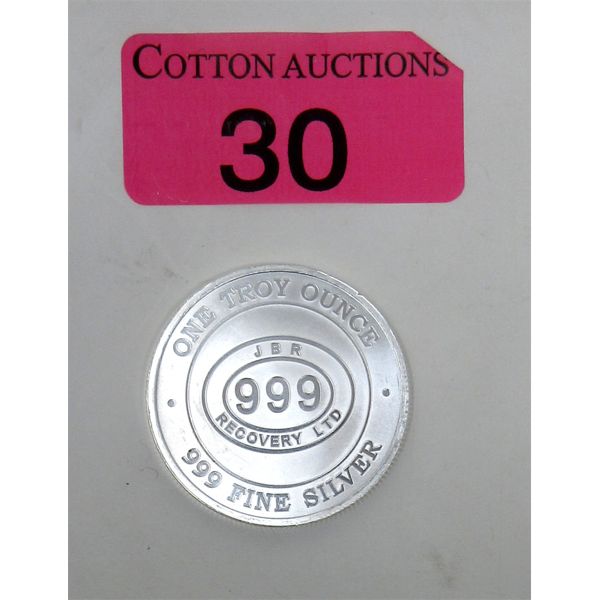 COTTON AUCTIONS
30
ONE TROY OUNCE
JBR
999
RECOVERY LTD
999 FINE SILVER